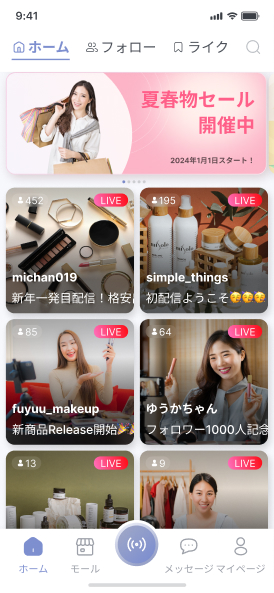 9:41
ホーム フォロー ライク
夏春物セール
開催中
2024年1月1日スタート！
452 LIVE
195 LIVE
michan019
新年一発目配信！格安
simple_things
初配信ようこそ😚😚😚
85 LIVE
64 LIVE
fuyuu_makeup
新商品Release開始🎉
ゆうかちゃん
フォロワー1000人記念
13 LIVE
9 LIVE
ホーム モール メッセージ マイページ